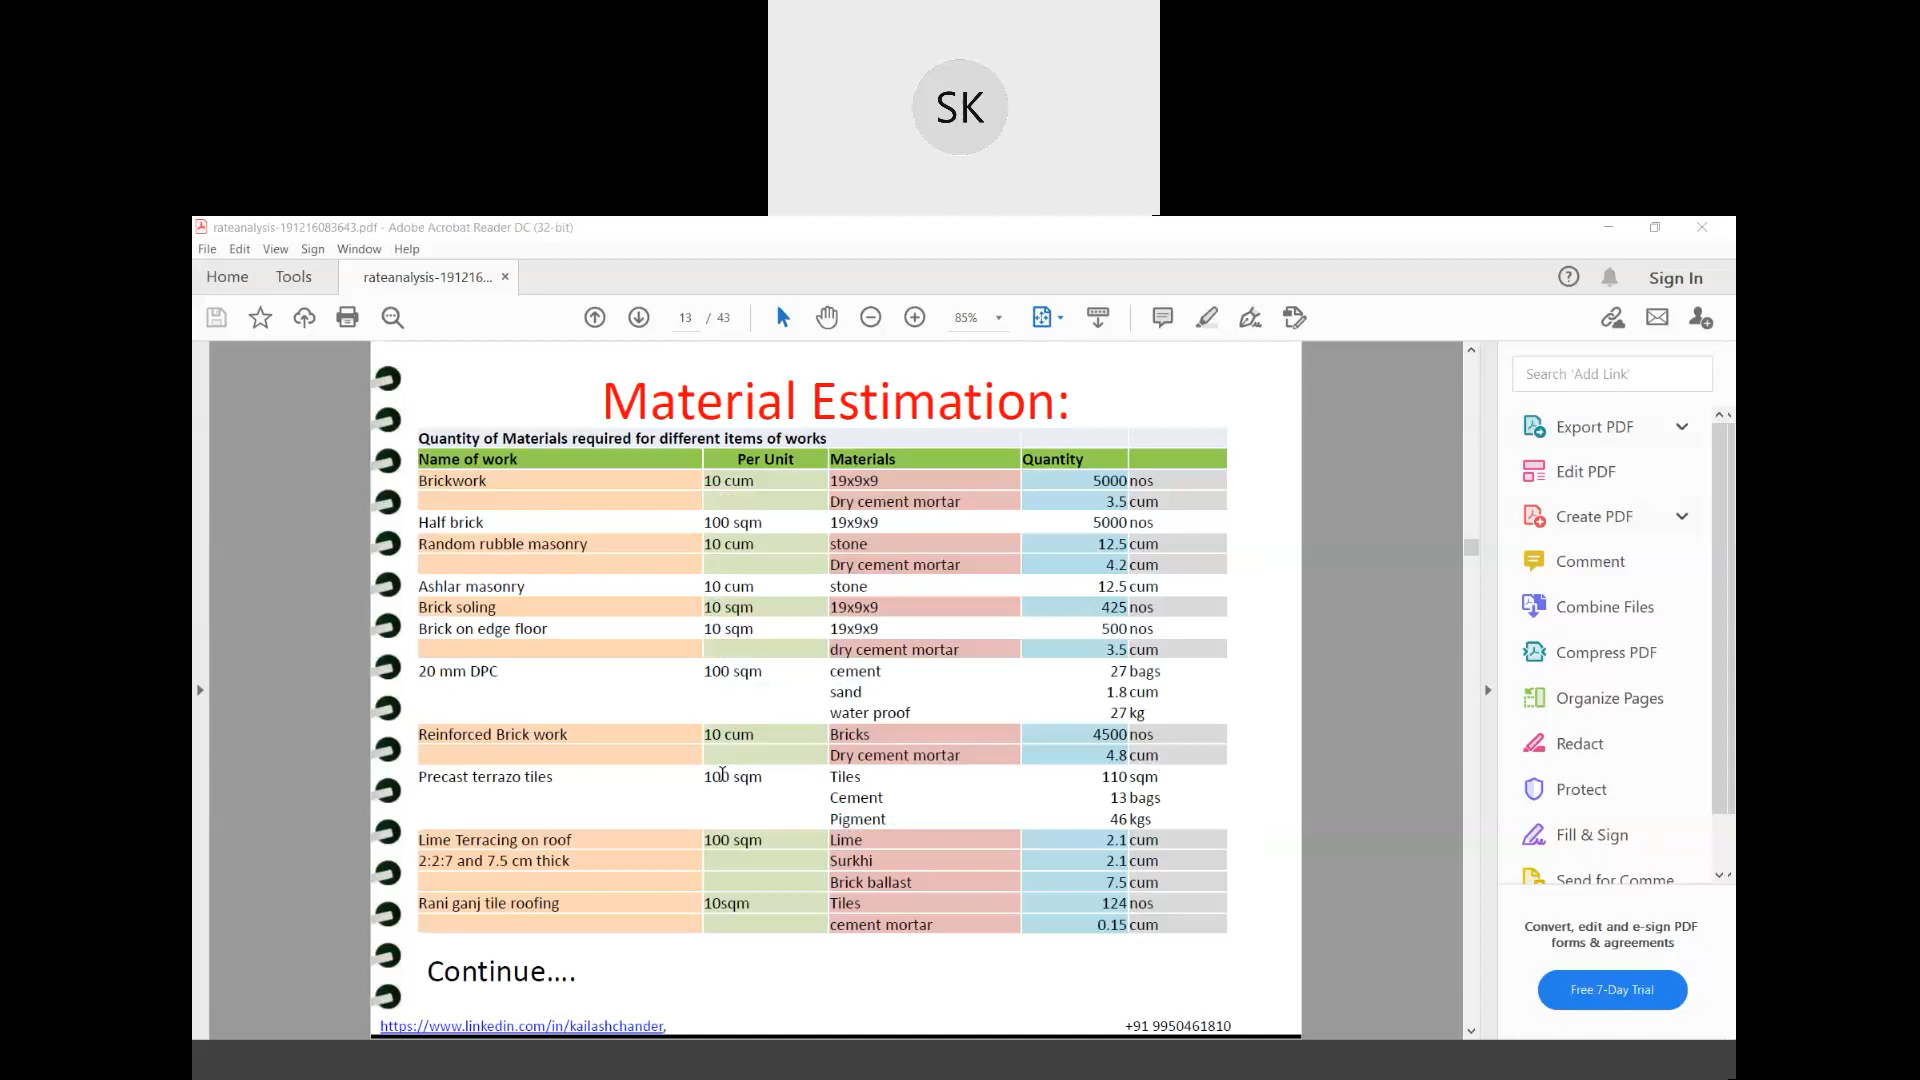 SK
rateanalysis-191216083643.pdf - Adobe Acrobat Reader DC (32-bit)
File Edit View Sign Window Help
Home Tools rateanalysis-191216... × Sign In
13 / 43 85%
Material Estimation:
Quantity of Materials required for different items of works
Name of work Per Unit Materials Quantity
Brickwork 10 cum 19x9x9 5000 nos
Dry cement mortar 3.5 cum
Half brick 100 sqm 19x9x9 5000 nos
Random rubble masonry 10 cum stone 12.5 cum
Dry cement mortar 4.2 cum
Ashlar masonry 10 cum stone 12.5 cum
Brick soling 10 sqm 19x9x9 425 nos
Brick on edge floor 10 sqm 19x9x9 500 nos
dry cement mortar 3.5 cum
20 mm DPC 100 sqm cement 27 bags
sand 1.8 cum
water proof 27 kg
Reinforced Brick work 10 cum Bricks 4500 nos
Dry cement mortar 4.8 cum
Precast terrazo tiles 100 sqm Tiles 110 sqm
Cement 13 bags
Pigment 46 kgs
Lime Terracing on roof 100 sqm Lime 2.1 cum
2:2:7 and 7.5 cm thick Surkhi 2.1 cum
Brick ballast 7.5 cum
Rani ganj tile roofing 10sqm Tiles 124 nos
cement mortar 0.15 cum
Continue....
https://www.linkedin.com/in/kailashchander, +91 9950461810
Search 'Add Link'
Export PDF
Edit PDF
Create PDF
Comment
Combine Files
Compress PDF
Organize Pages
Redact
Protect
Fill & Sign
Send for Comme
Convert, edit and e-sign PDF
forms & agreements
Free 7-Day Trial